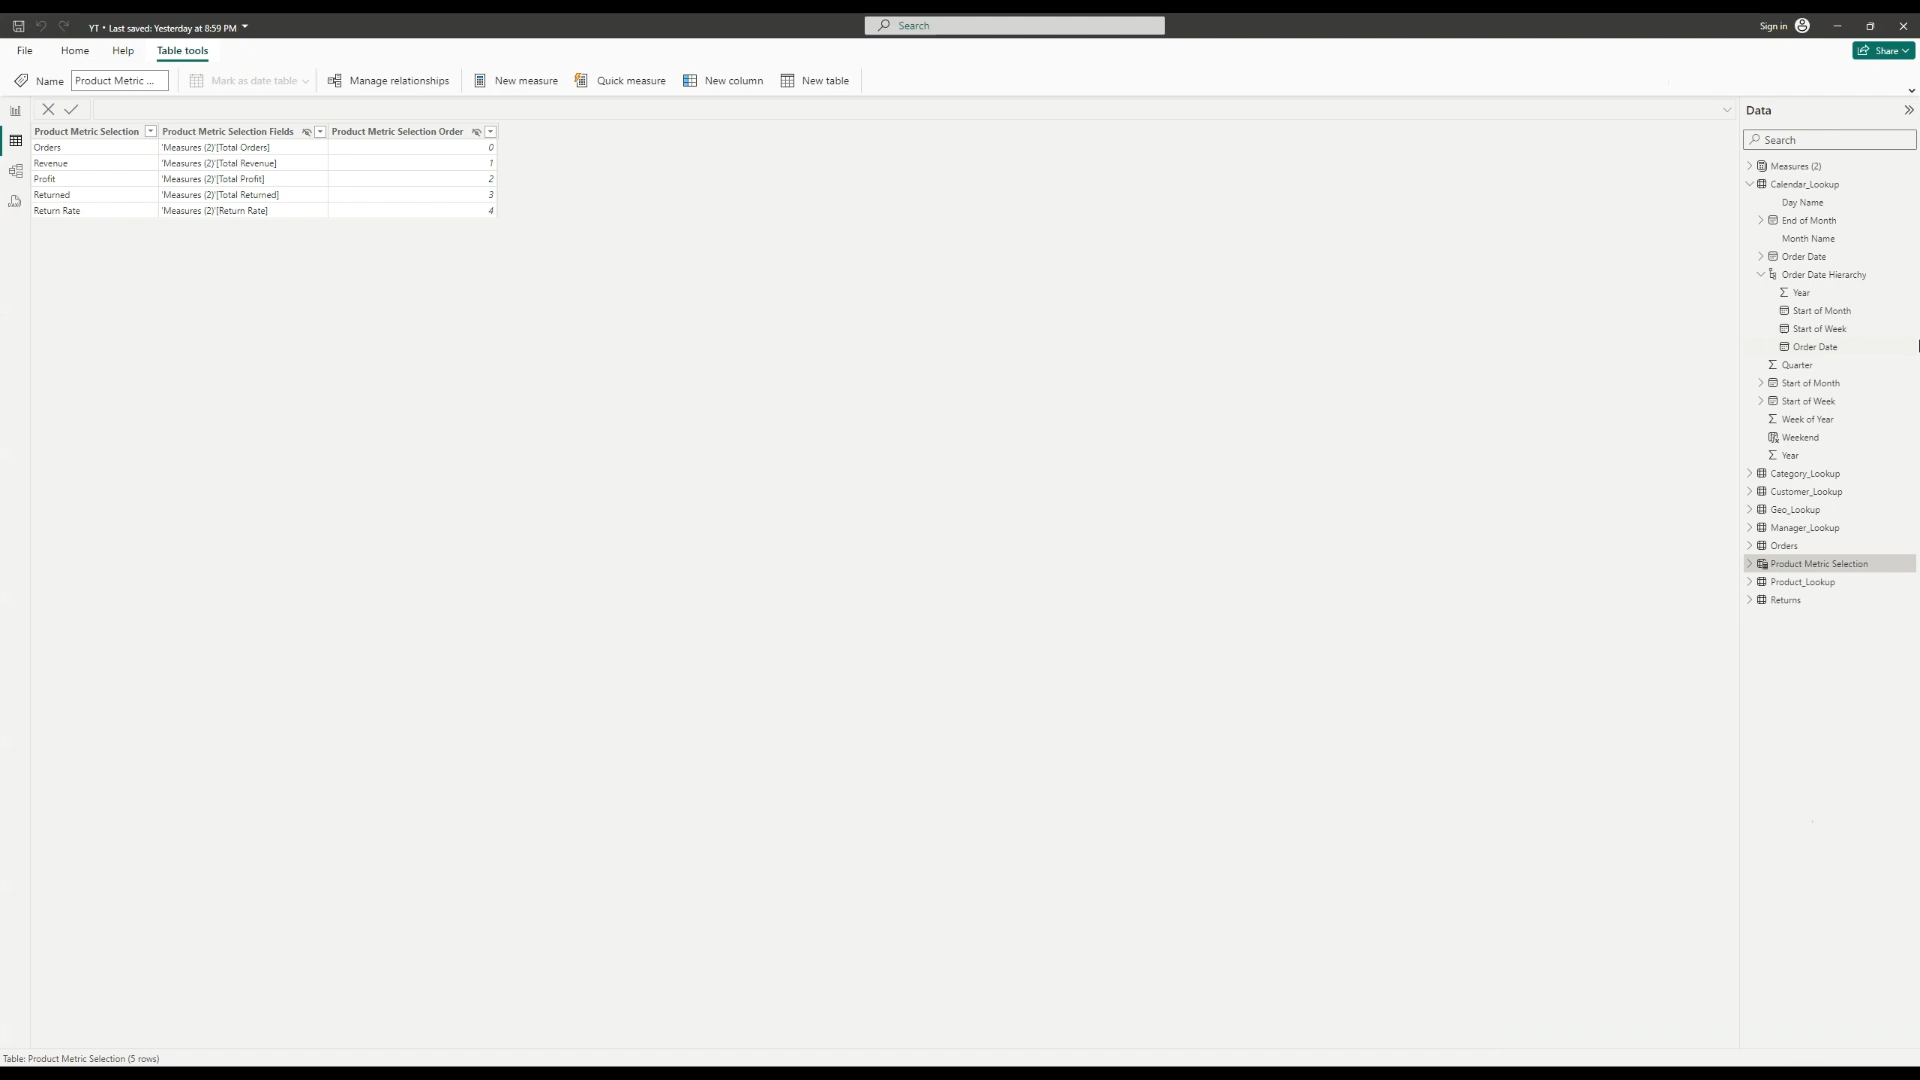 YT • Last saved: Yesterday at 8:59 PM
Search
Sign in
File Home Help Table tools
Share
Name Product Metric ... Mark as date table Manage relationships New measure Quick measure New column New table
Product Metric Selection Product Metric Selection Fields Product Metric Selection Order
Orders 'Measures (2)'[Total Orders] 0
Revenue 'Measures (2)'[Total Revenue] 1
Profit 'Measures (2)'[Total Profit] 2
Returned 'Measures (2)'[Total Returned] 3
Return Rate 'Measures (2)'[Return Rate] 4
Data
Search
Measures (2)
Calendar_Lookup
Day Name
End of Month
Month Name
Order Date
Order Date Hierarchy
Year
Start of Month
Start of Week
Order Date
Quarter
Start of Month
Start of Week
Week of Year
Weekend
Year
Category_Lookup
Customer_Lookup
Geo_Lookup
Manager_Lookup
Orders
Product Metric Selection
Product_Lookup
Returns
Table: Product Metric Selection (5 rows)